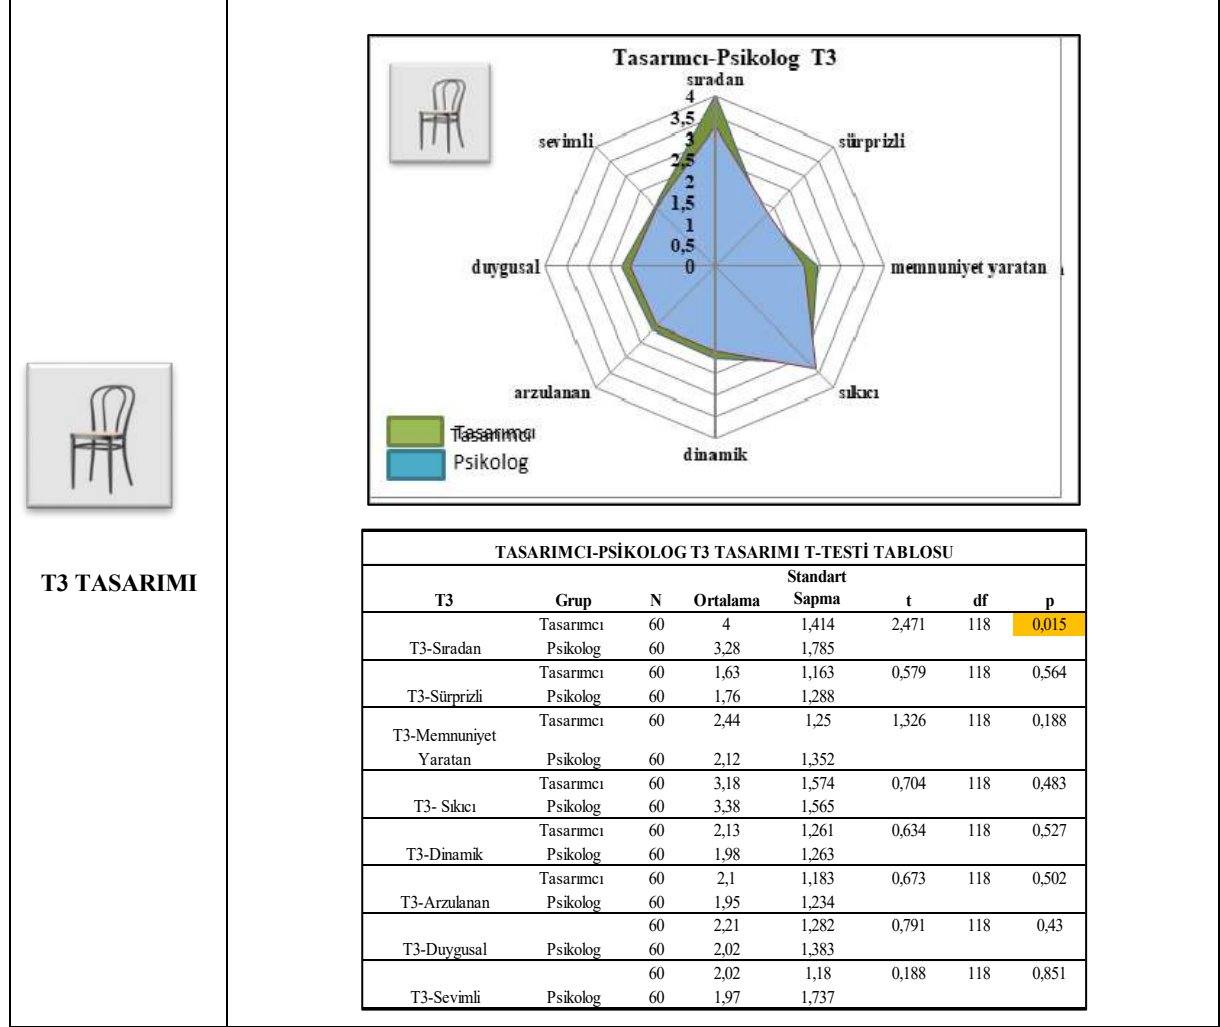 Tasarımcı-Psikolog T3
sıradan
4
3,5
sevimli
sürprizli
3
2,5
2
1,5
1
0,5
duygusal
0
memnuniyet yaratan
arzulanan
sıkıcı
dinamik
Tasarımcı
Psikolog
T3 TASARIMI
TASARIMCI-PSİKOLOG T3 TASARIMI T-TESTİ TABLOSU
T3 Grup N Ortalama Standart Sapma t df p
Tasarımcı 60 4 1,414 2,471 118 0,015
T3-Sıradan Psikolog 60 3,28 1,785
Tasarımcı 60 1,63 1,163 0,579 118 0,564
T3-Sürprizli Psikolog 60 1,76 1,288
Tasarımcı 60 2,44 1,25 1,326 118 0,188
T3-Memnuniyet
Yaratan Psikolog 60 2,12 1,352
Tasarımcı 60 3,18 1,574 0,704 118 0,483
T3- Sıkıcı Psikolog 60 3,38 1,565
Tasarımcı 60 2,13 1,261 0,634 118 0,527
T3-Dinamik Psikolog 60 1,98 1,263
Tasarımcı 60 2,1 1,183 0,673 118 0,502
T3-Arzulanan Psikolog 60 1,95 1,234
60 2,21 1,282 0,791 118 0,43
T3-Duygusal Psikolog 60 2,02 1,383
60 2,02 1,18 0,188 118 0,851
T3-Sevimli Psikolog 60 1,97 1,737